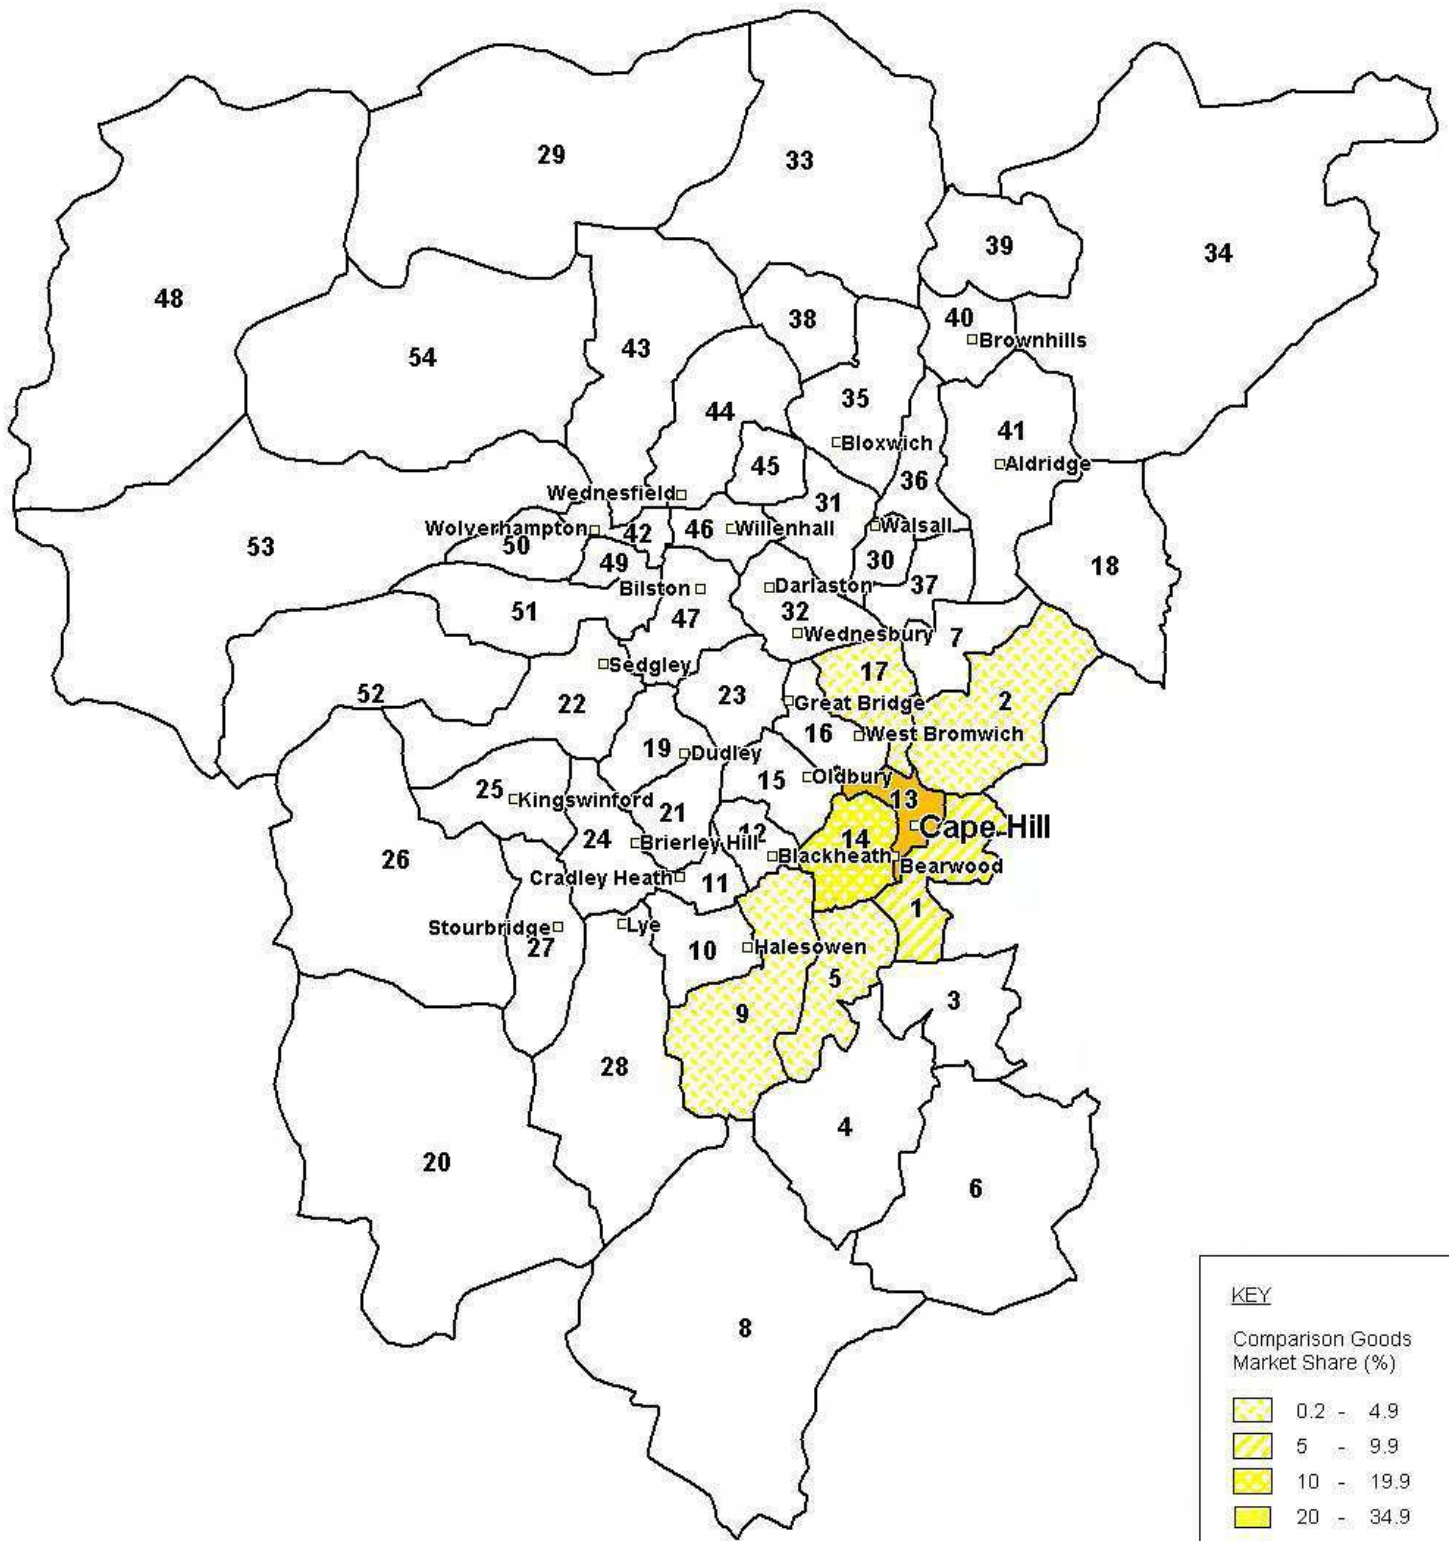 29
33
39
34
48
38
40
Brownhills
43
54
35
44
41
Bloxwich
45
Aldridge
36
Wednesfield
31
Wolverhampton
42
46
Willenhall
Walsall
50
53
49
30
18
37
Bilston
Darlaston
51
32
47
Wednesbury
7
Sedgley
17
52
22
23
2
Great Bridge
16
West Bromwich
19
Dudley
15
Oldbury
25
Kingswinford
13
21
Cape Hill
12
24
Brierley Hill
14
26
Blackheath
Bearwood
Cradley Heath
11
1
Stourbridge
Lye
27
10
Halesowen
5
3
9
28
4
20
6
8
KEY
Comparison Goods
Market Share (%)
0.2 - 4.9
5 - 9.9
10 - 19.9
20 - 34.9